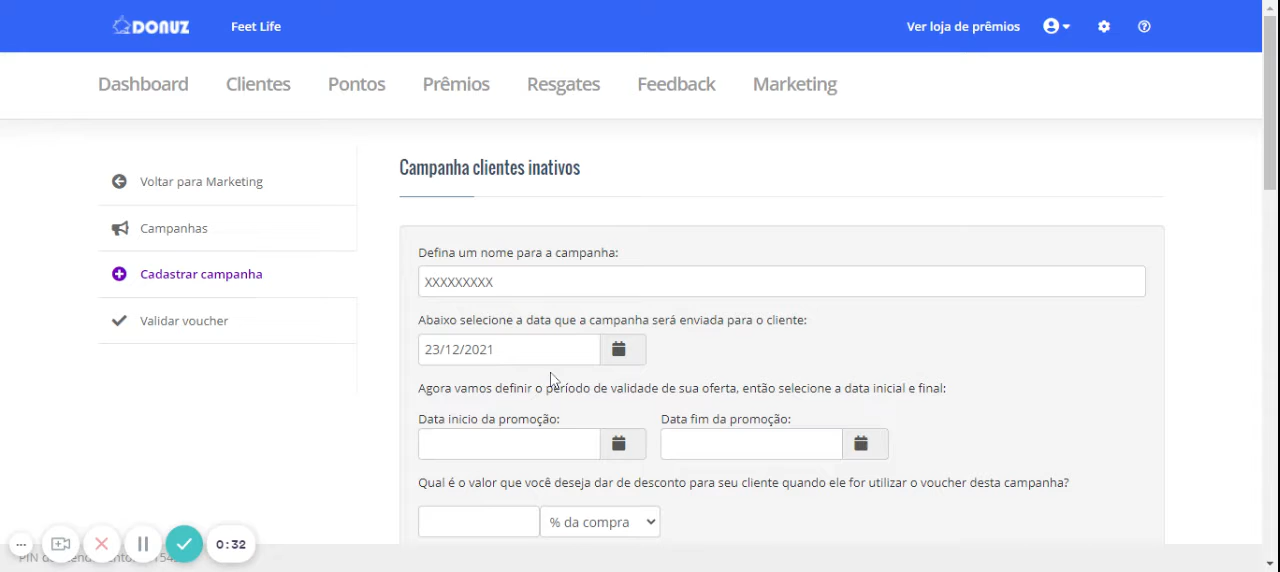 DONUZ
Feet Life
Ver loja de prêmios
Dashboard
Clientes
Pontos
Prêmios
Resgates
Feedback
Marketing
Voltar para Marketing
Campanhas
Cadastrar campanha
Validar voucher
Campanha clientes inativos
Defina um nome para a campanha:
XXXXXXXXX
Abaixo selecione a data que a campanha será enviada para o cliente:
23/12/2021
Agora vamos definir o período de validade de sua oferta, então selecione a data inicial e final:
Data inicio da promoção:
Data fim da promoção:
Qual é o valor que você deseja dar de desconto para seu cliente quando ele for utilizar o voucher desta campanha?
% da compra
0:32
PIN